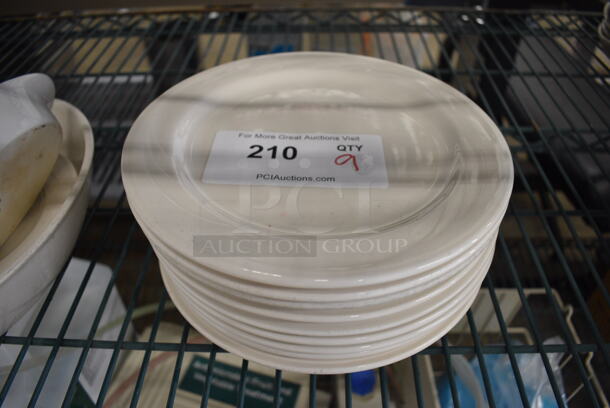 For More Great Auctions Visit
210
QTY
9
PCIAuctions.com
PCI
AUCTION GROUP